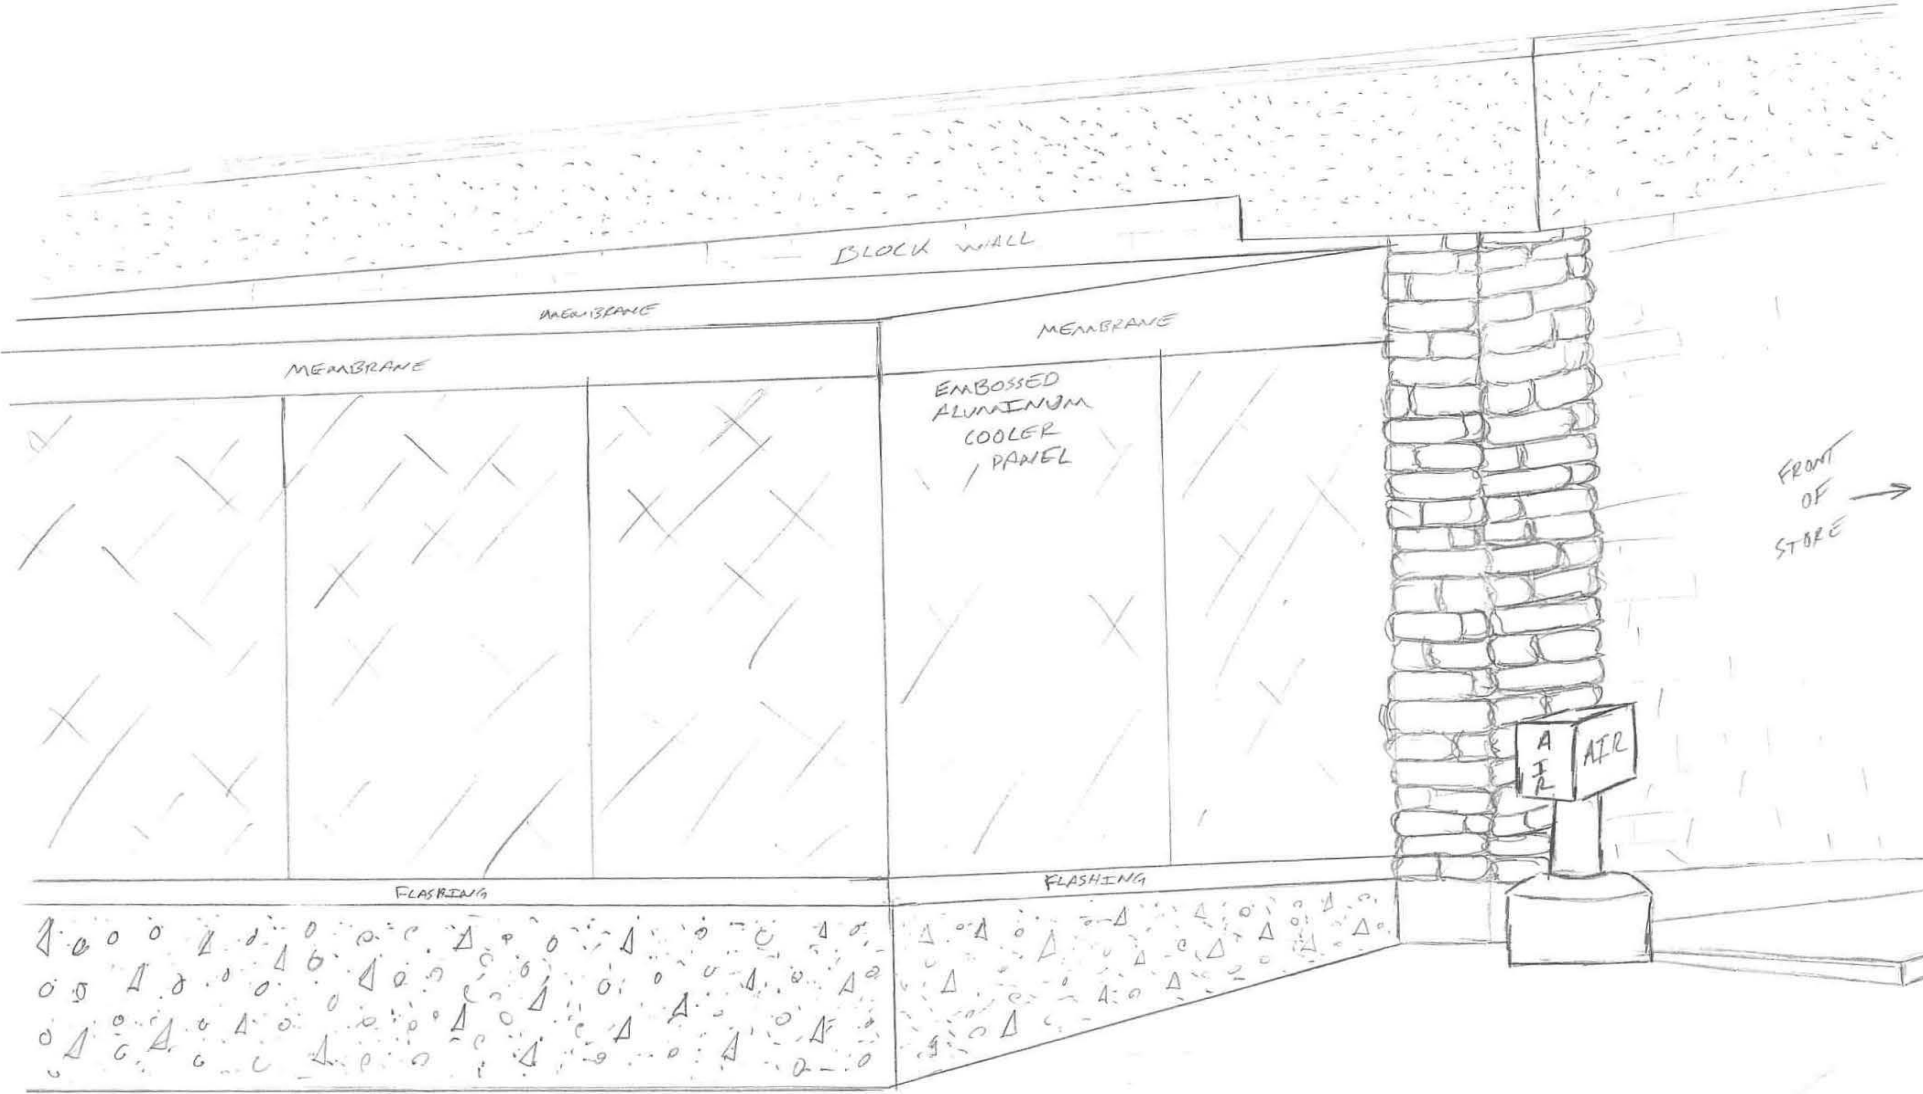 BLOCK WALL
MEMBRANE
MEMBRANE
MEMBRANE
EMBOSSED
ALUMINUM
COOLER
PANEL
FRONT
OF
STORE
AIR
AIR
FLASHING
FLASHING